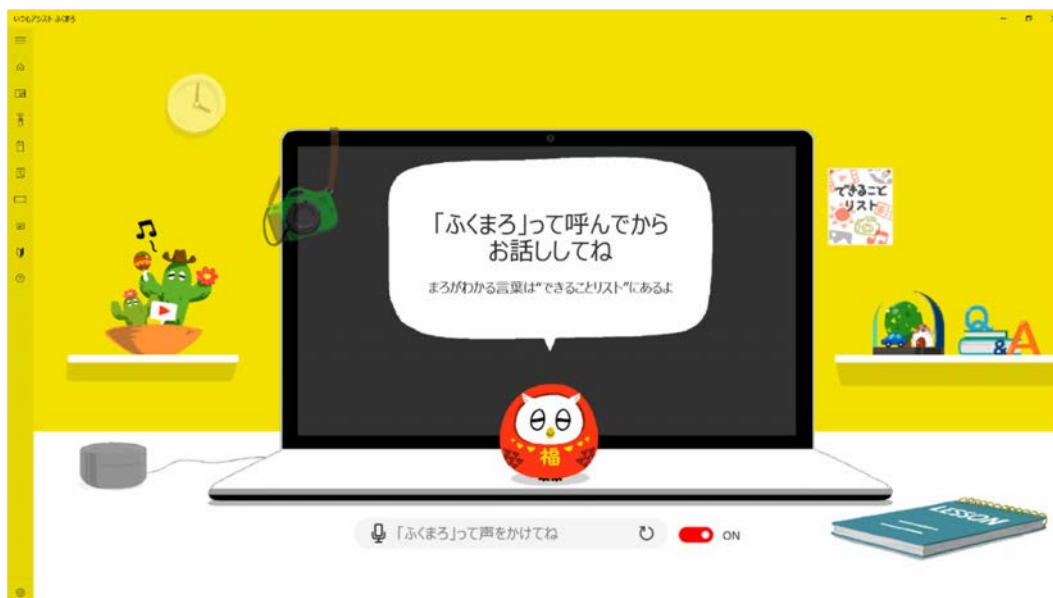 いつもアシスト ふくまろ
「ふくまろ」って呼んでから
お話ししてね
まろがわかる言葉は“できることリスト”にあるよ
できること
リスト
Q
&
A
福
LESSON
「ふくまろ」って声をかけてね
ON